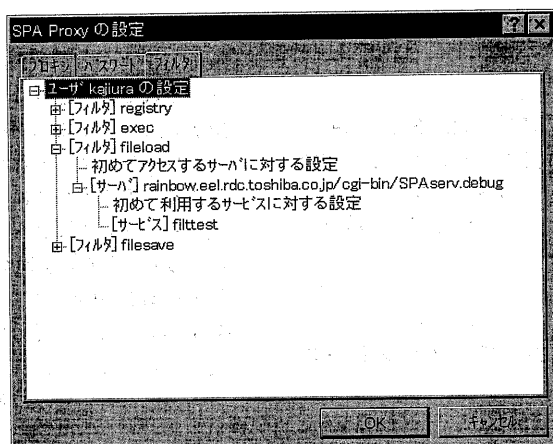 SPA Proxy の設定
プロキシ パスワード フィルタ
ユーザ kajiura の設定
[フィルタ] registry
[フィルタ] exec
[フィルタ] fileload
初めてアクセスするサーバに対する設定
[サーバ] rainbow.eel.rdc.toshiba.co.jp/cgi-bin/SPAserv.debug
初めて利用するサービスに対する設定
[サービス] filttest
[フィルタ] filesave
OK キャンセル